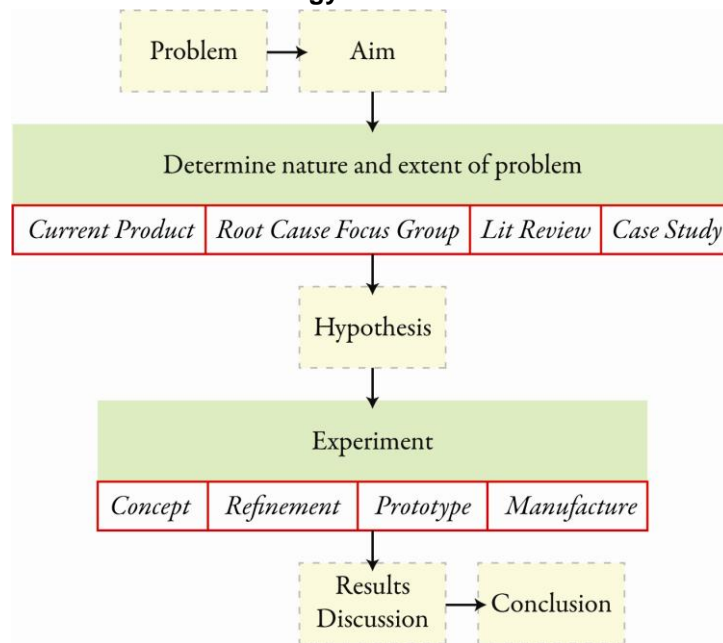 gy
Problem
Aim
Determine nature and extent of problem
Current Product
Root Cause Focus Group
Lit Review
Case Study
Hypothesis
Experiment
Concept
Refinement
Prototype
Manufacture
Results
Discussion
Conclusion